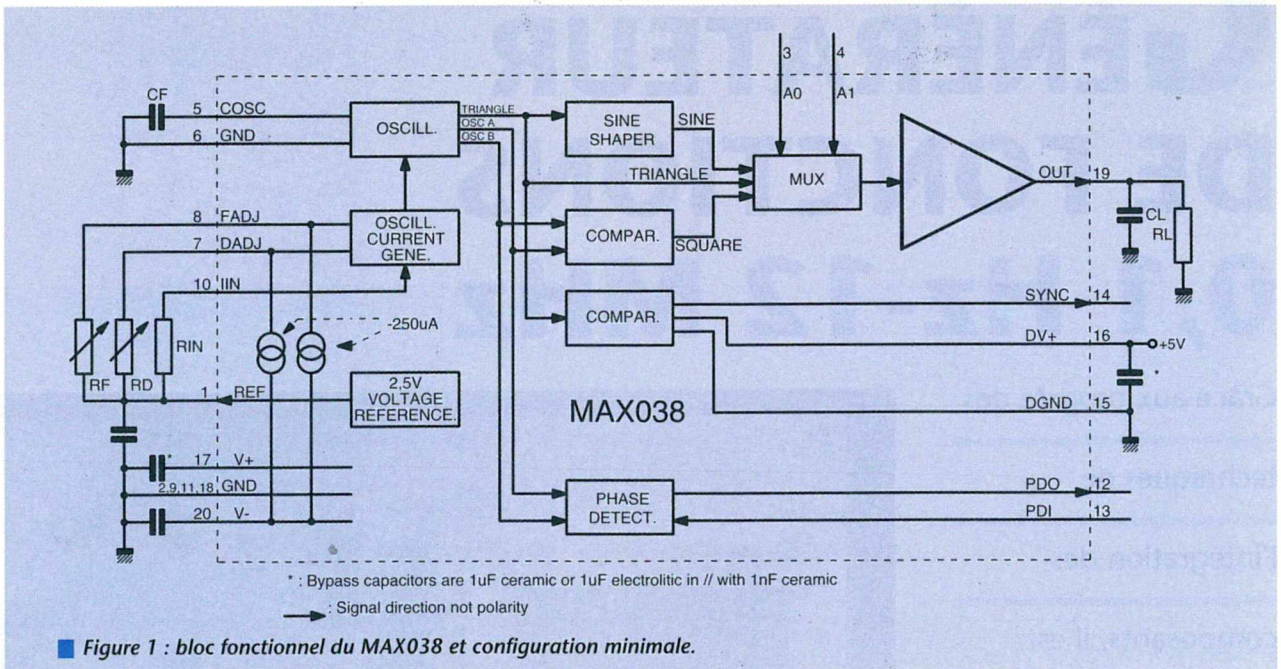 3
4
A0
A1
CF
5
COSC
6
GND
OSCILL.
TRIANGLE
OSC A
OSC B
SINE
SHAPER
SINE
TRIANGLE
MUX
OUT
19
CL
RL
8
FADJ
7
DADJ
10
IIN
OSCILL.
CURRENT
GENE.
COMPAR.
SQUARE
COMPAR.
SYNC
14
DV+
16
+5V
*
DGND
15
-250uA
RF
RD
RIN
1
REF
2,5V
VOLTAGE
REFERENCE.
MAX038
*
17
V+
2,9,11,18
GND
20
V-
PHASE
DETECT.
PDO
12
PDI
13
* : Bypass capacitors are 1uF ceramic or 1uF electrolitic in // with 1nF ceramic
: Signal direction not polarity
Figure 1 : bloc fonctionnel du MAX038 et configuration minimale.